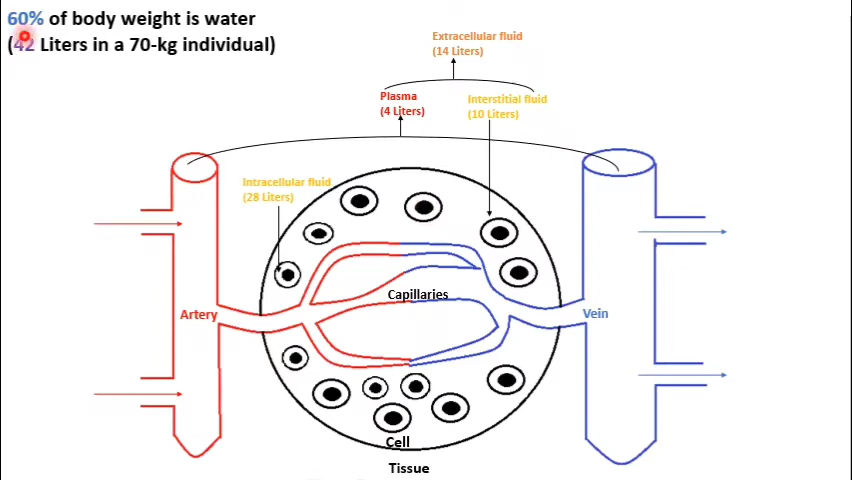 60% of body weight is water
(42 Liters in a 70-kg individual)
Extracellular fluid
(14 Liters)
Plasma
(4 Liters)
Interstitial fluid
(10 Liters)
Intracellular fluid
(28 Liters)
Capillaries
Artery
Vein
Cell
Tissue